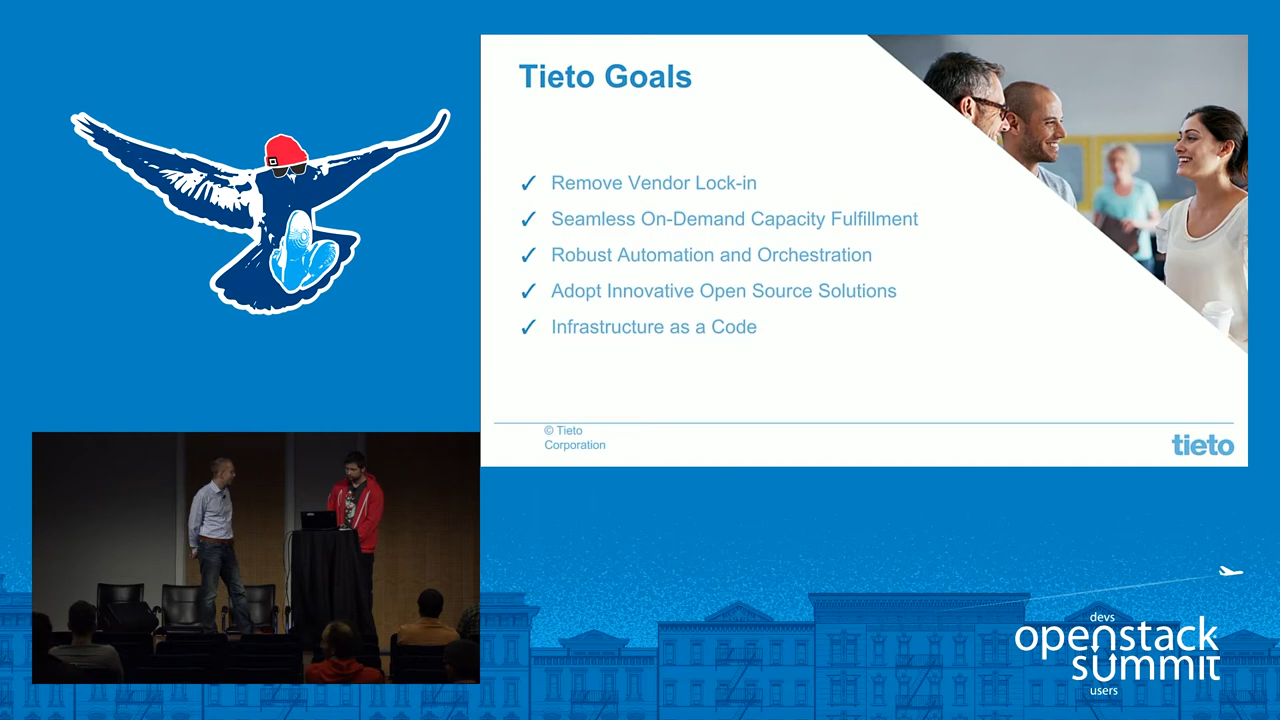 Tieto Goals
✓ Remove Vendor Lock-in
✓ Seamless On-Demand Capacity Fulfillment
✓ Robust Automation and Orchestration
✓ Adopt Innovative Open Source Solutions
✓ Infrastructure as a Code
© Tieto
Corporation
tieto
devs
openstack
summit
users